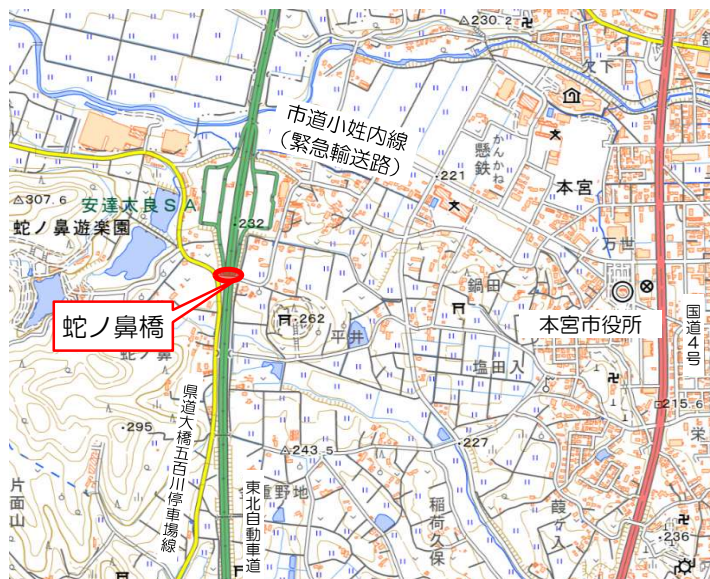 230.2
欠下
市道小姓内線
（緊急輸送路）
かんかね
懸鉄
221
本宮
307.6
安達太良ＳＡ
232
蛇ノ鼻遊楽園
万世
鍋田
蛇ノ鼻橋
262
本宮市役所
国道４号
平井
蛇ノ鼻
塩田入
215.6
県道大橋五百川停車場線
295
243.5
227
栄
東北自動車道
重野地
片面山
稲荷久保
葭ヶ入
236